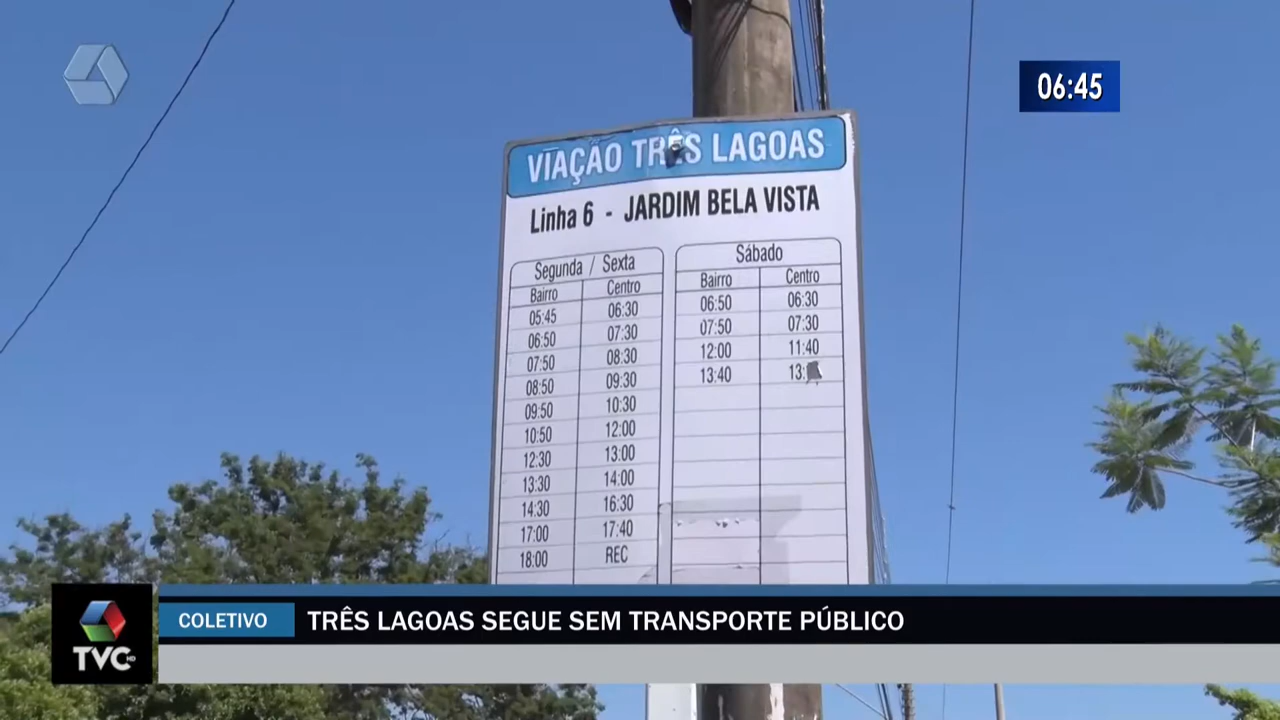 06:45
VIAÇÃO TRÊS LAGOAS
Linha 6 - JARDIM BELA VISTA
Segunda / Sexta
Bairro Centro
05:45 06:30
06:50 07:30
07:50 08:30
08:50 09:30
09:50 10:30
10:50 12:00
12:30 13:00
13:30 14:00
14:30 16:30
17:00 17:40
18:00 REC
Sábado
Bairro Centro
06:50 06:30
07:50 07:30
12:00 11:40
13:40
COLETIVO TRÊS LAGOAS SEGUE SEM TRANSPORTE PÚBLICO
TVC HD